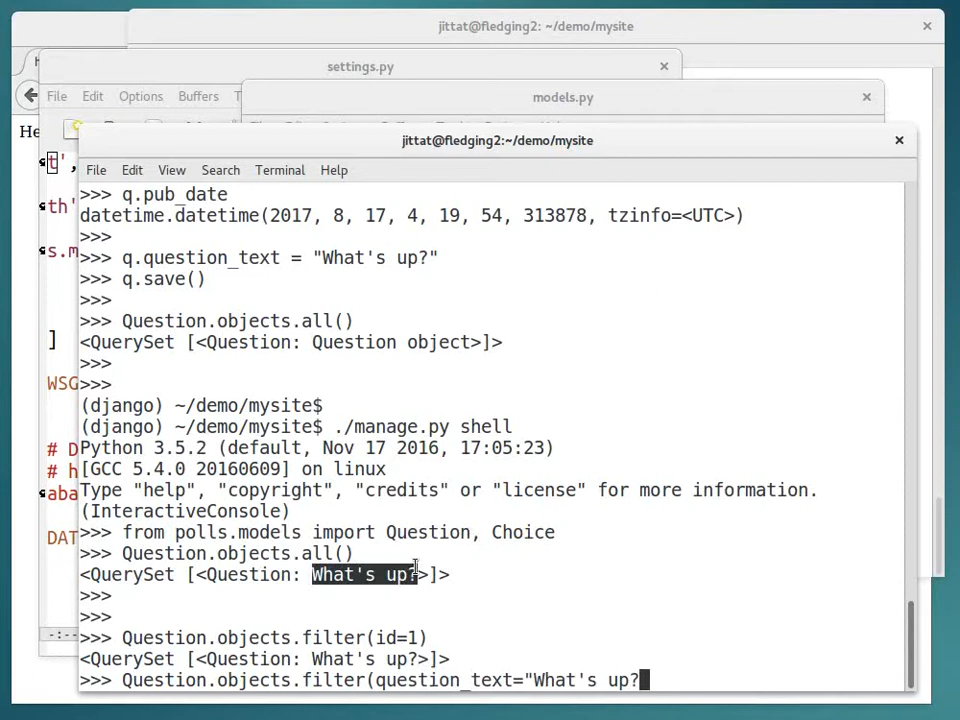 jittat@fledging2: ~/demo/mysite
settings.py
File Edit Options Buffers T
models.py
He
jittat@fledging2:~/demo/mysite
File Edit View Search Terminal Help
t',
th'
s.m
]
WSG
# D
# h
aba
DAT
-:--
>>> q.pub_date
datetime.datetime(2017, 8, 17, 4, 19, 54, 313878, tzinfo=<UTC>)
>>>
>>> q.question_text = "What's up?"
>>> q.save()
>>>
>>> Question.objects.all()
<QuerySet [<Question: Question object>]>
>>>
>>>
(django) ~/demo/mysite$
(django) ~/demo/mysite$ ./manage.py shell
Python 3.5.2 (default, Nov 17 2016, 17:05:23)
[GCC 5.4.0 20160609] on linux
Type "help", "copyright", "credits" or "license" for more information.
(InteractiveConsole)
>>> from polls.models import Question, Choice
>>> Question.objects.all()
<QuerySet [<Question: What's up?>]>
>>>
>>>
>>> Question.objects.filter(id=1)
<QuerySet [<Question: What's up?>]>
>>> Question.objects.filter(question_text="What's up?